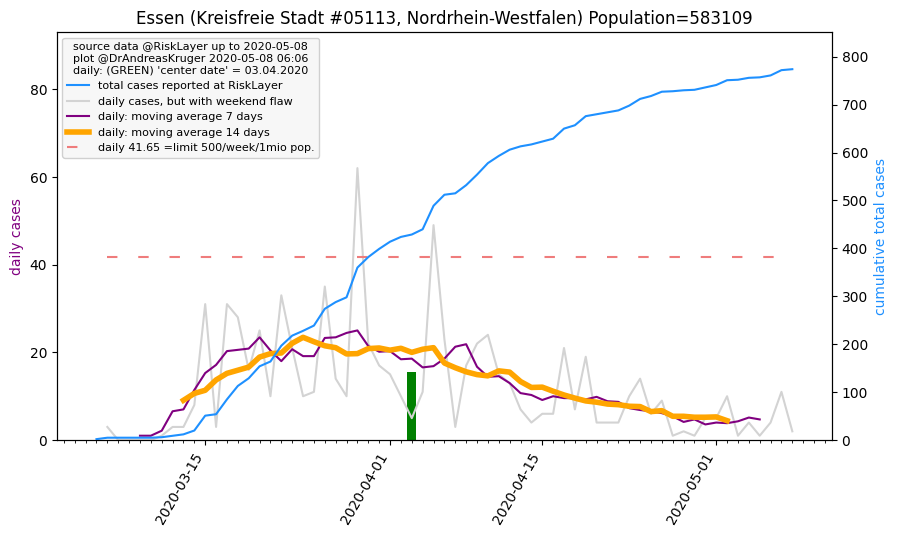 Essen (Kreisfreie Stadt #05113, Nordrhein-Westfalen) Population=583109
source data @RiskLayer up to 2020-05-08
plot @DrAndreasKruger 2020-05-08 06:06
daily: (GREEN) 'center date' = 03.04.2020
total cases reported at RiskLayer
daily cases, but with weekend flaw
daily: moving average 7 days
daily: moving average 14 days
daily 41.65 =limit 500/week/1mio pop.
daily cases
80
60
40
20
0
cumulative total cases
800
700
600
500
400
300
200
100
0
2020-03-15
2020-04-01
2020-04-15
2020-05-01